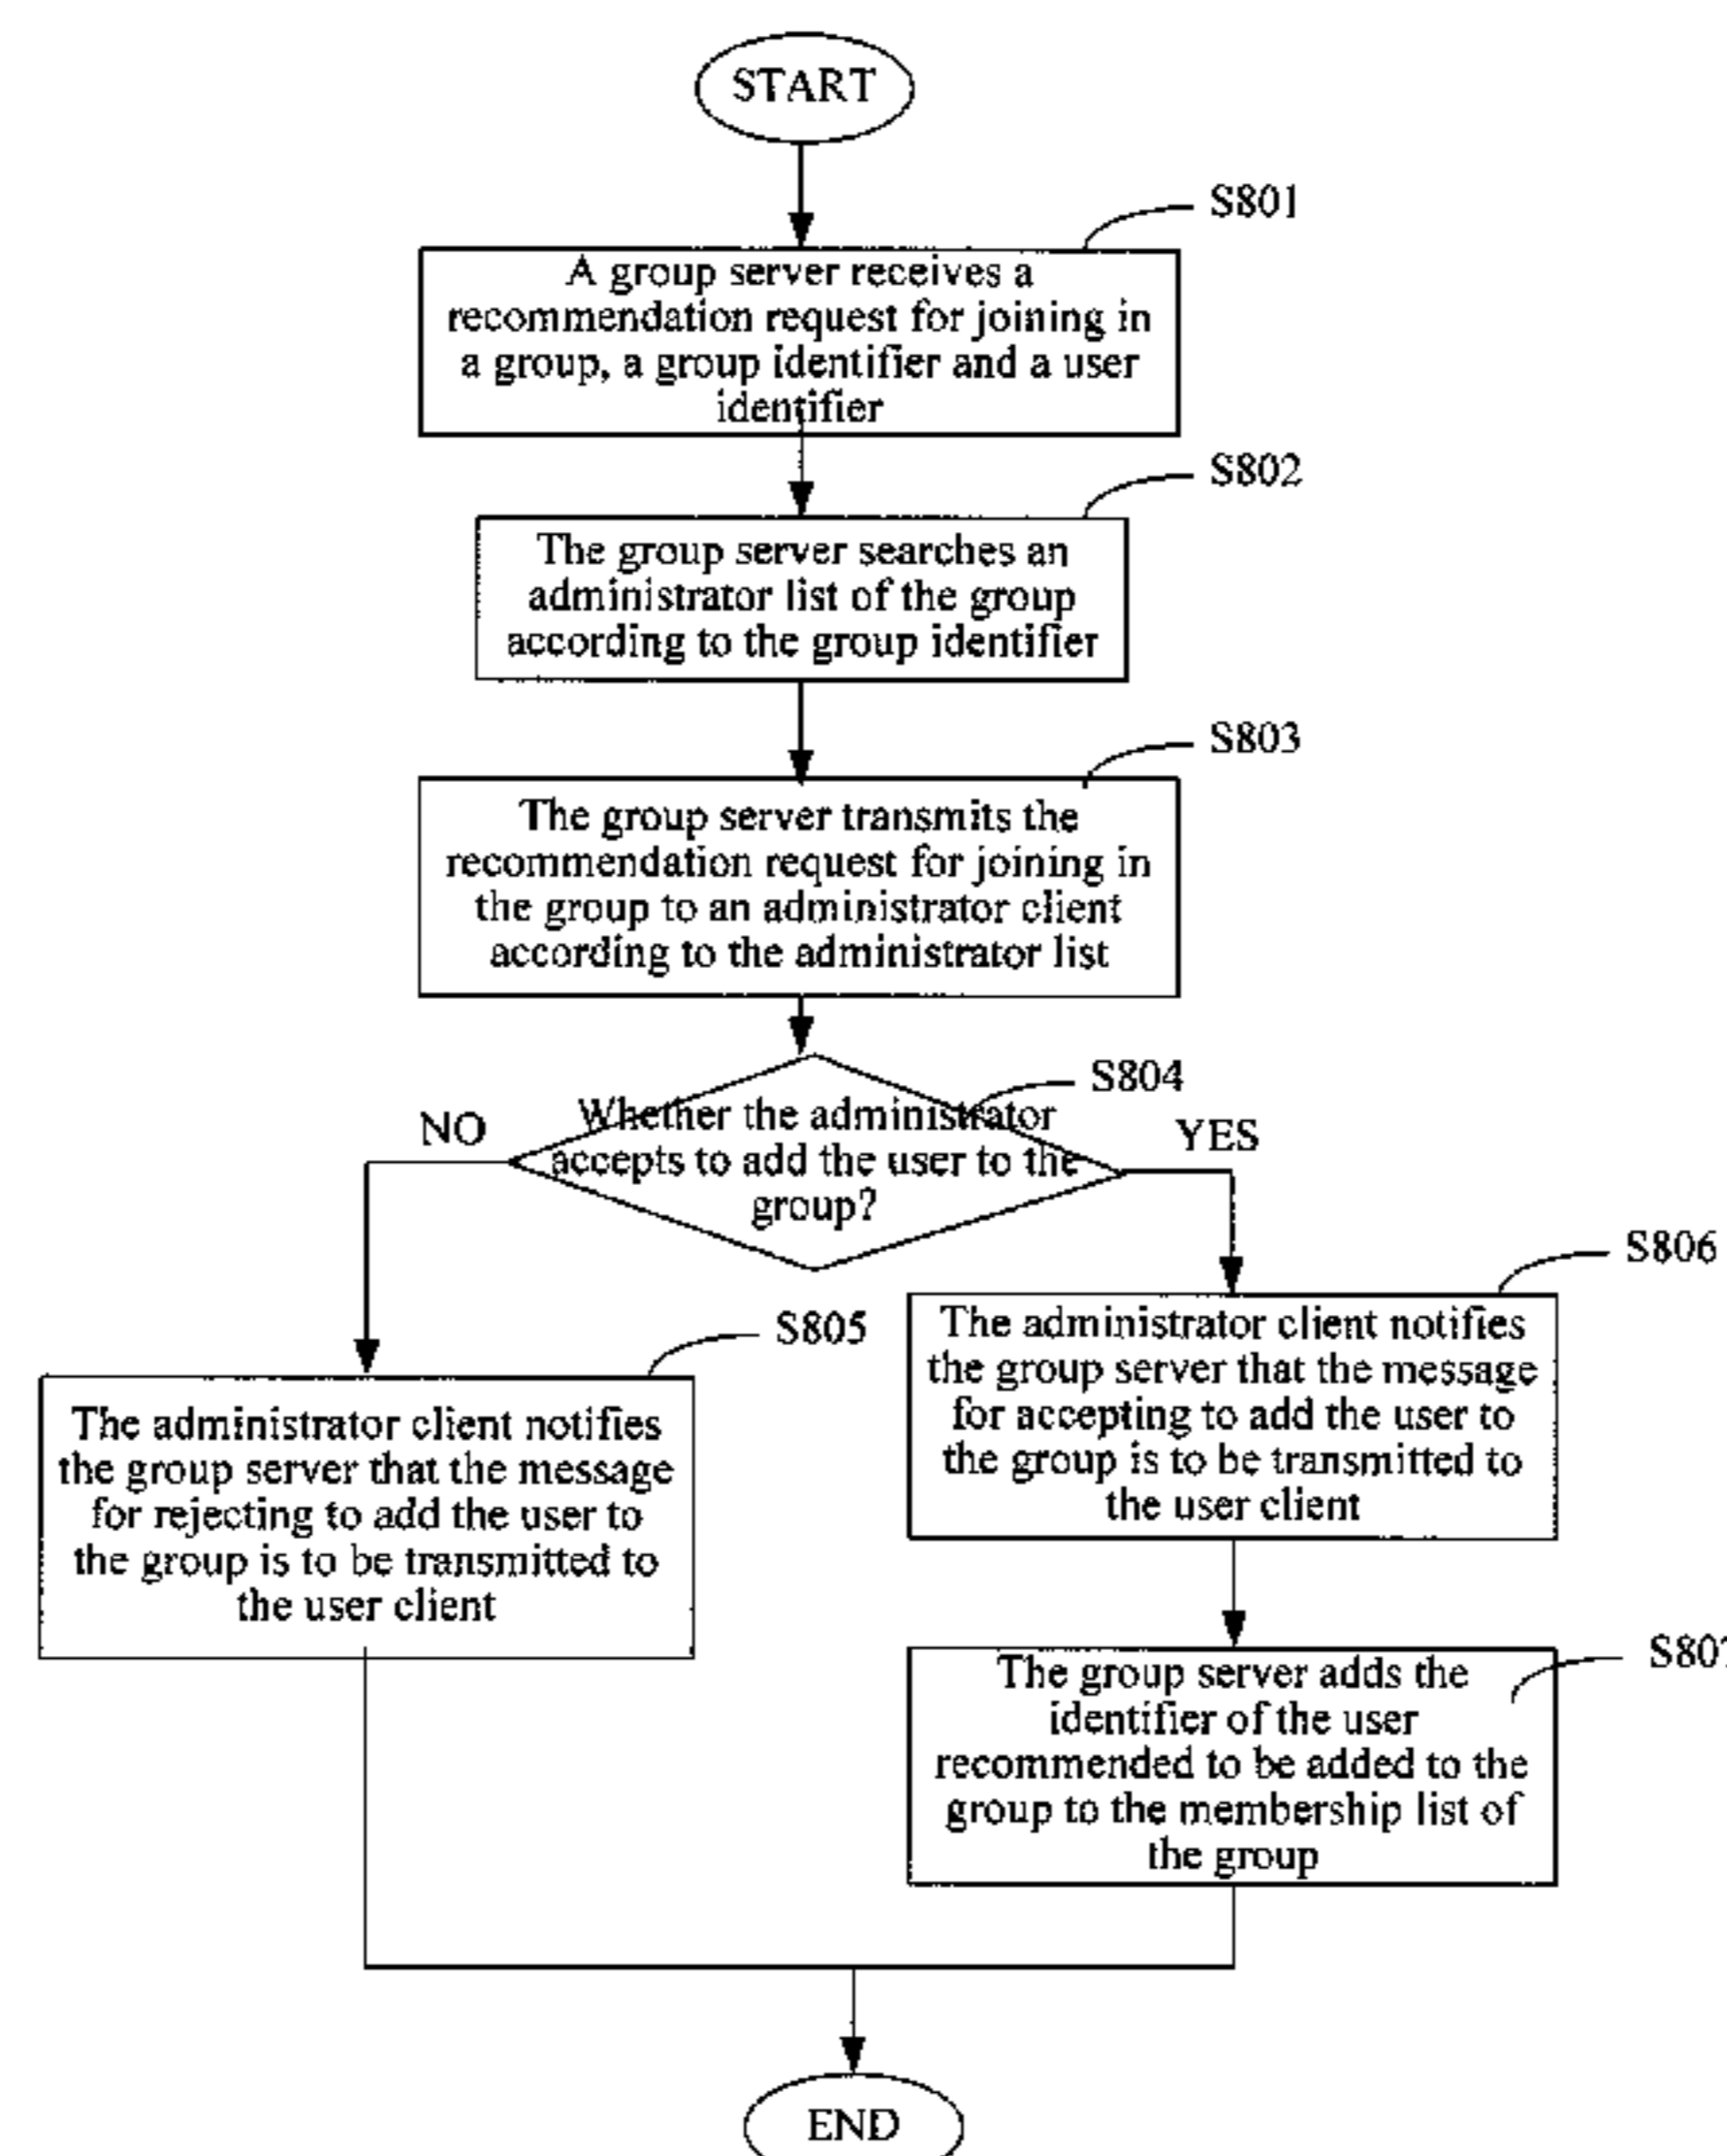 START
S801
A group server receives a
recommendation request for joining in
a group, a group identifier and a user
identifier
S802
The group server searches an
administrator list of the group
according to the group identifier
S803
The group server transmits the
recommendation request for joining in
the group to an administrator client
according to the administrator list
S804
Whether the administrator
accepts to add the user to the
group?
NO
YES
S806
The administrator client notifies
the group server that the message
for accepting to add the user to
the group is to be transmitted to
the user client
S805
The administrator client notifies
the group server that the message
for rejecting to add the user to
the group is to be transmitted to
the user client
The group server adds the
identifier of the user
recommended to be added to the
group to the membership list of
the group
END